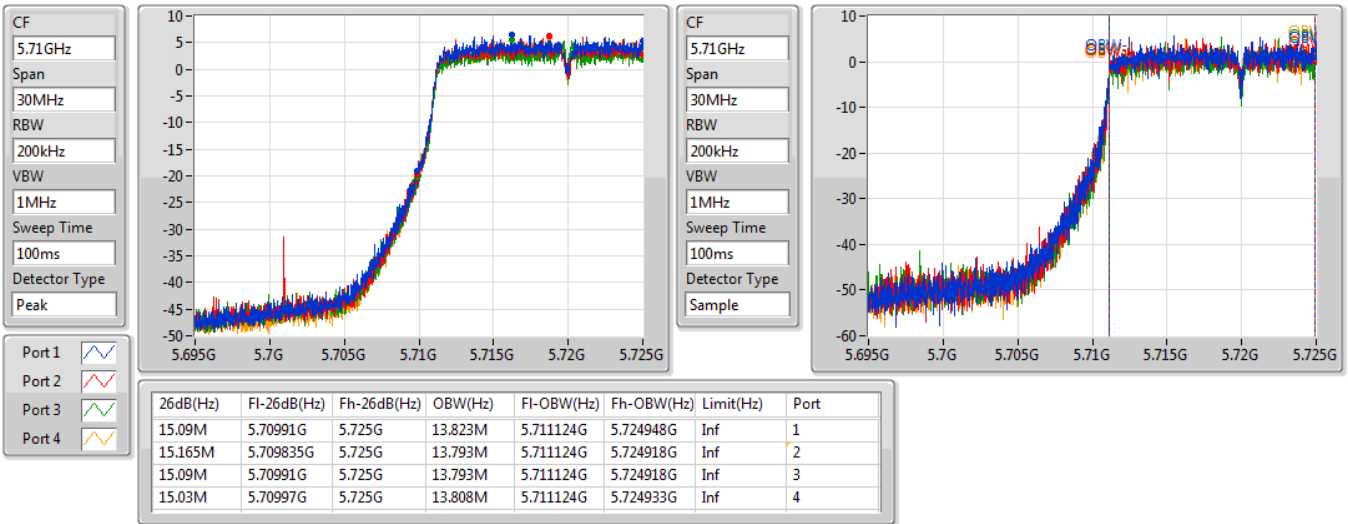 CF
5.71GHz
Span
30MHz
RBW
200kHz
VBW
1MHz
Sweep Time
100ms
Detector Type
Peak
10
5
0
-5
-10
-15
-20
-25
-30
-35
-40
-45
-50
5.695G 5.7G 5.705G 5.71G 5.715G 5.72G 5.725G
CF
5.71GHz
Span
30MHz
RBW
200kHz
VBW
1MHz
Sweep Time
100ms
Detector Type
Sample
10
0
-10
-20
-30
-40
-50
-60
5.695G 5.7G 5.705G 5.71G 5.715G 5.72G 5.725G
Port 1
Port 2
Port 3
Port 4
26dB(Hz) Fl-26dB(Hz) Fh-26dB(Hz) OBW(Hz) Fl-OBW(Hz) Fh-OBW(Hz) Limit(Hz) Port
15.09M 5.70991G 5.725G 13.823M 5.711124G 5.724948G Inf 1
15.165M 5.709835G 5.725G 13.793M 5.711124G 5.724918G Inf 2
15.09M 5.70991G 5.725G 13.793M 5.711124G 5.724918G Inf 3
15.03M 5.70997G 5.725G 13.808M 5.711124G 5.724933G Inf 4